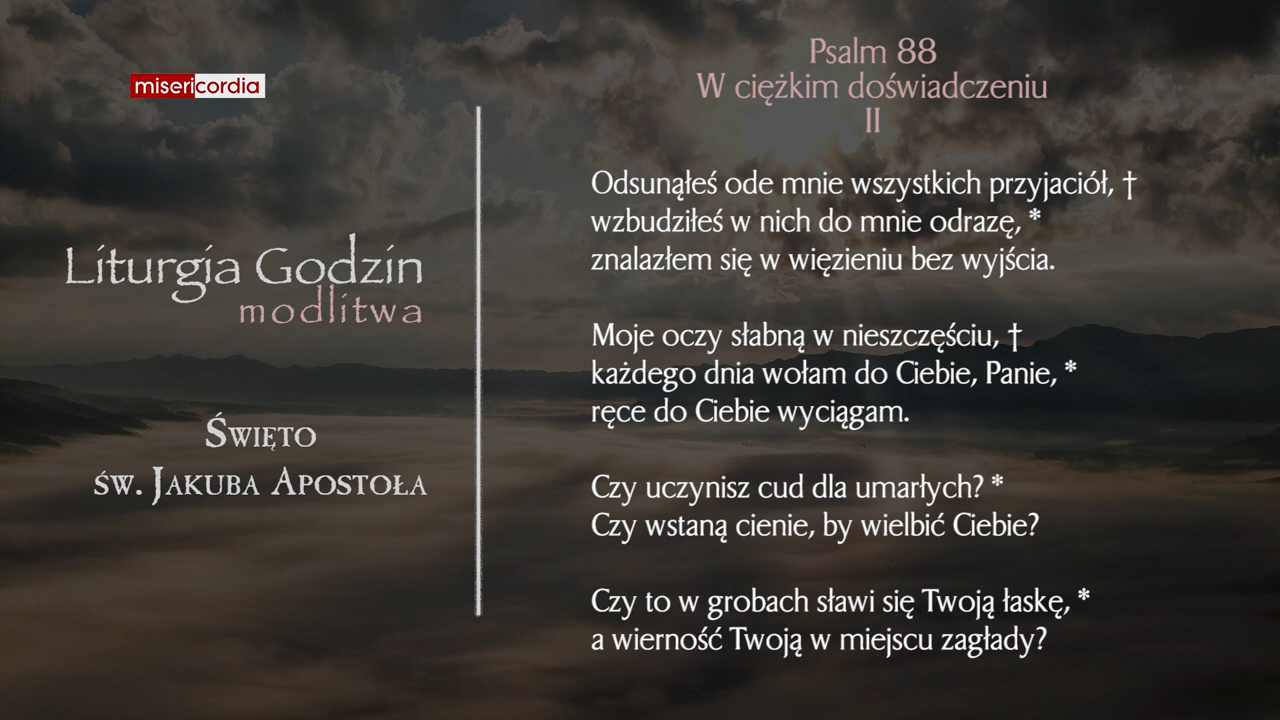 misericordia
Liturgia Godzin
modlitwa
Święto
św. Jakuba Apostoła
Psalm 88
W ciężkim doświadczeniu
II
Odsunąłeś ode mnie wszystkich przyjaciół, †
wzbudziłeś w nich do mnie odrazę, *
znalazłem się w więzieniu bez wyjścia.
Moje oczy słabną w nieszczęściu, †
każdego dnia wołam do Ciebie, Panie, *
ręce do Ciebie wyciągam.
Czy uczynisz cud dla umarłych? *
Czy wstaną cienie, by wielbić Ciebie?
Czy to w grobach sławi się Twoją łaskę, *
a wierność Twoją w miejscu zagłady?